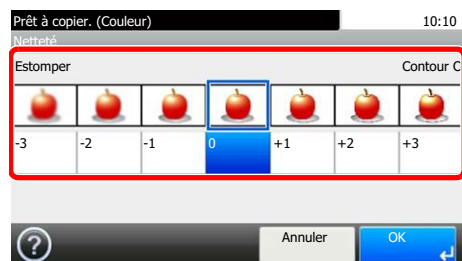 Prêt à copier. (Couleur) 10:10
Netteté
Estomper Contour C
-3 -2 -1 0 +1 +2 +3
? Annuler OK